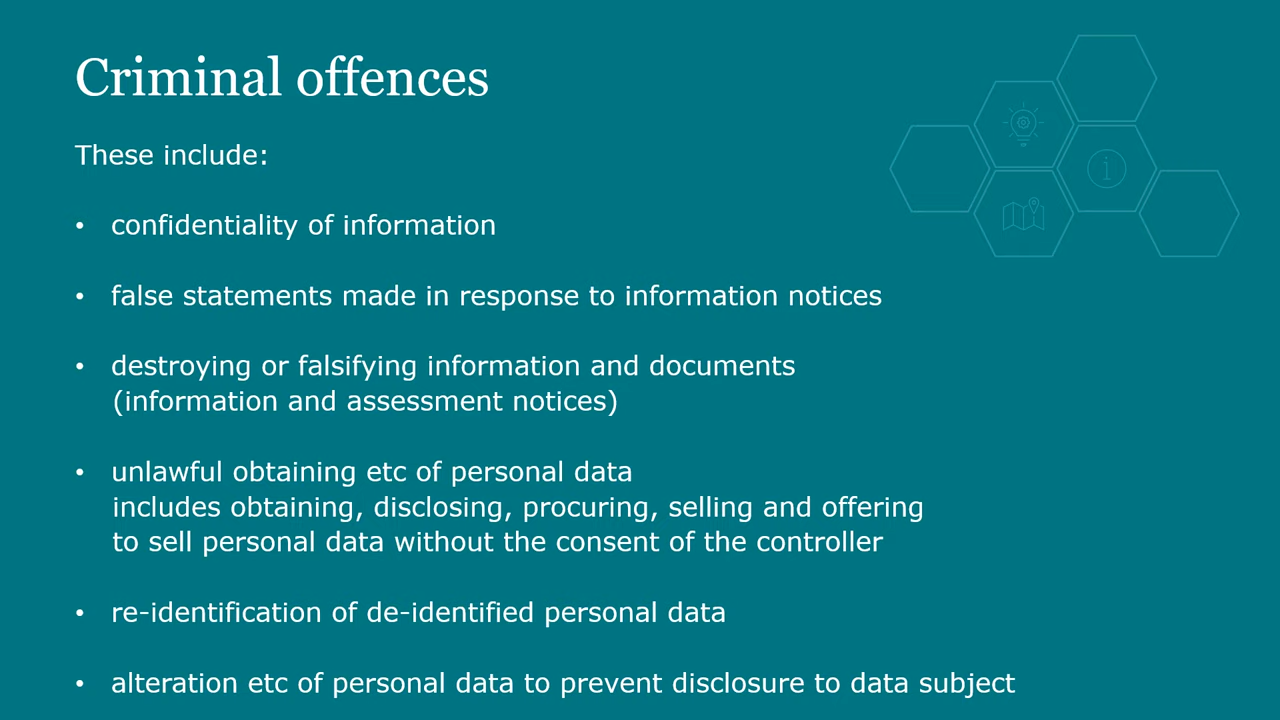 Criminal offences
These include:
• confidentiality of information
• false statements made in response to information notices
• destroying or falsifying information and documents
(information and assessment notices)
• unlawful obtaining etc of personal data
includes obtaining, disclosing, procuring, selling and offering
to sell personal data without the consent of the controller
• re-identification of de-identified personal data
• alteration etc of personal data to prevent disclosure to data subject